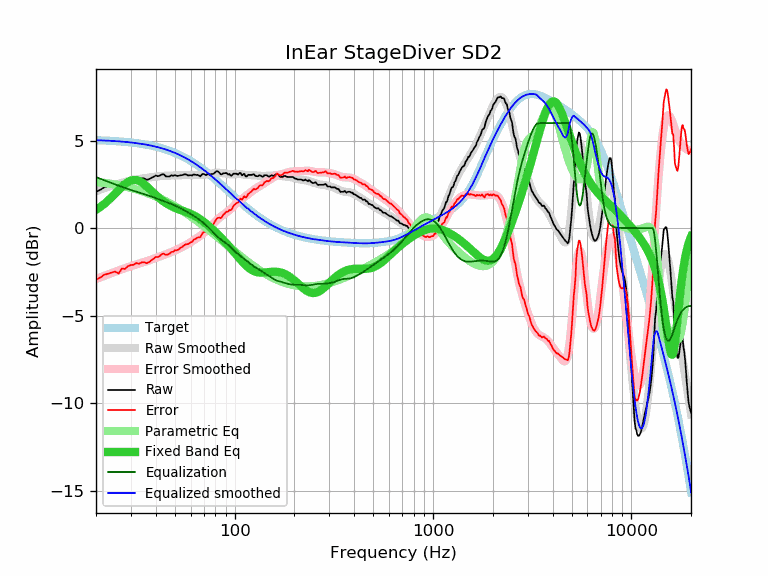 InEar StageDiver SD2
Amplitude (dBr)
5
0
−5
−10
−15
Target
Raw Smoothed
Error Smoothed
Raw
Error
Parametric Eq
Fixed Band Eq
Equalization
Equalized smoothed
100
1000
10000
Frequency (Hz)